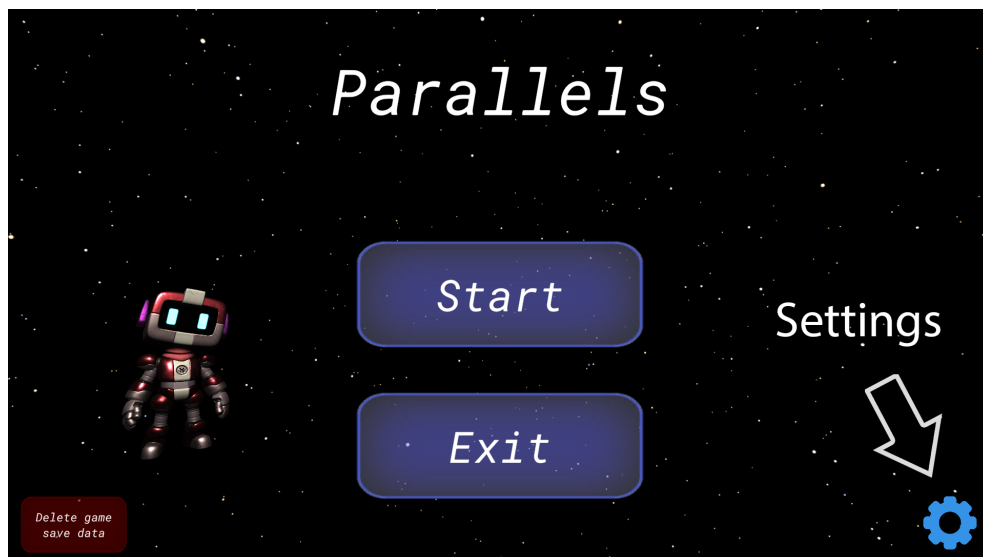 Parallels
Start
Settings
Exit
Delete game
save data